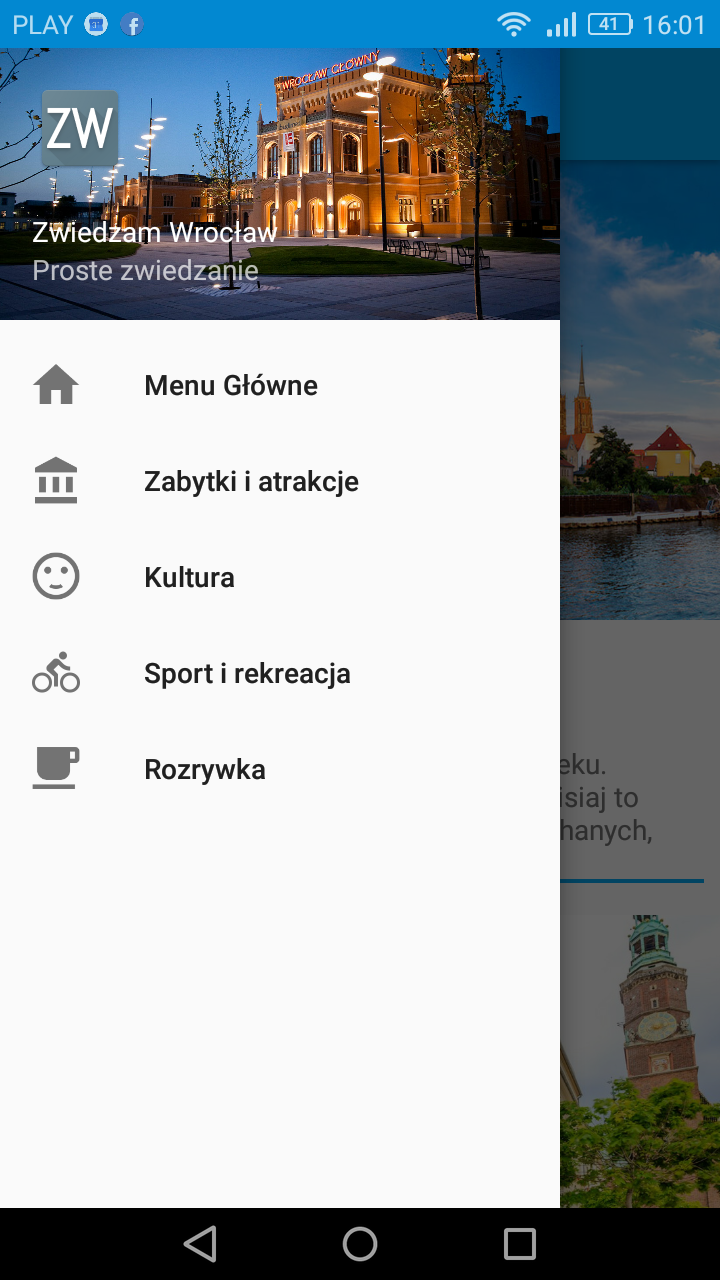 PLAY 41 16:01
WROCŁAW GŁÓWNY
ZW
Zwiedzam Wrocław
Proste zwiedzanie
Menu Główne
Zabytki i atrakcje
Kultura
Sport i rekreacja
Rozrywka
eku.
isiaj to
hanych,